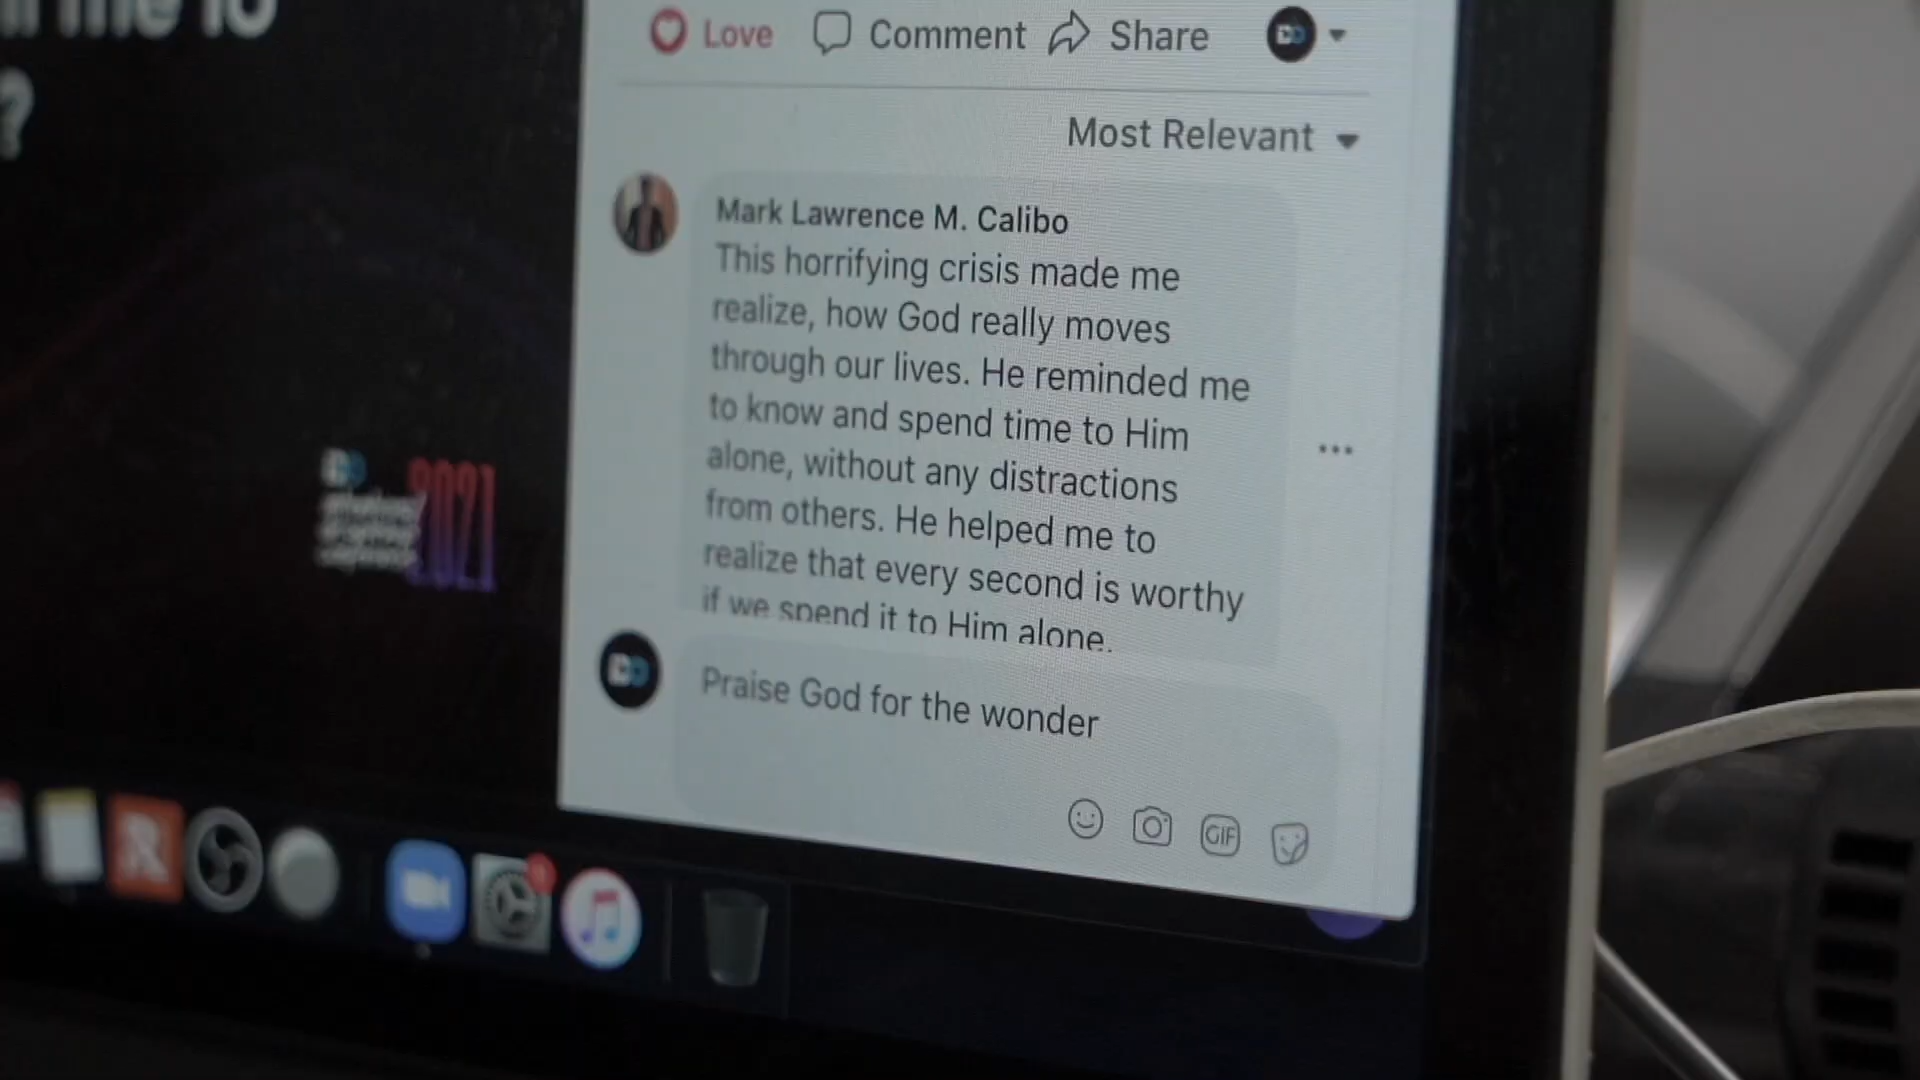 ?
Love Comment Share
Most Relevant
Mark Lawrence M. Calibo
This horrifying crisis made me
realize, how God really moves
through our lives. He reminded me
to know and spend time to Him
alone, without any distractions
from others. He helped me to
realize that every second is worthy
if we spend it to Him alone.
Praise God for the wonder
GIF
2021